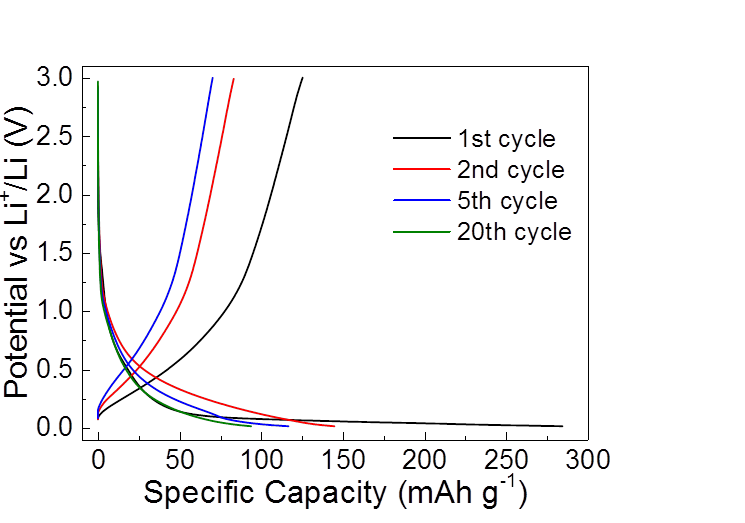 3.0
2.5
2.0
1.5
1.0
0.5
0.0
Potential vs Li⁺/Li (V)
1st cycle
2nd cycle
5th cycle
20th cycle
0 50 100 150 200 250 300
Specific Capacity (mAh g⁻¹)